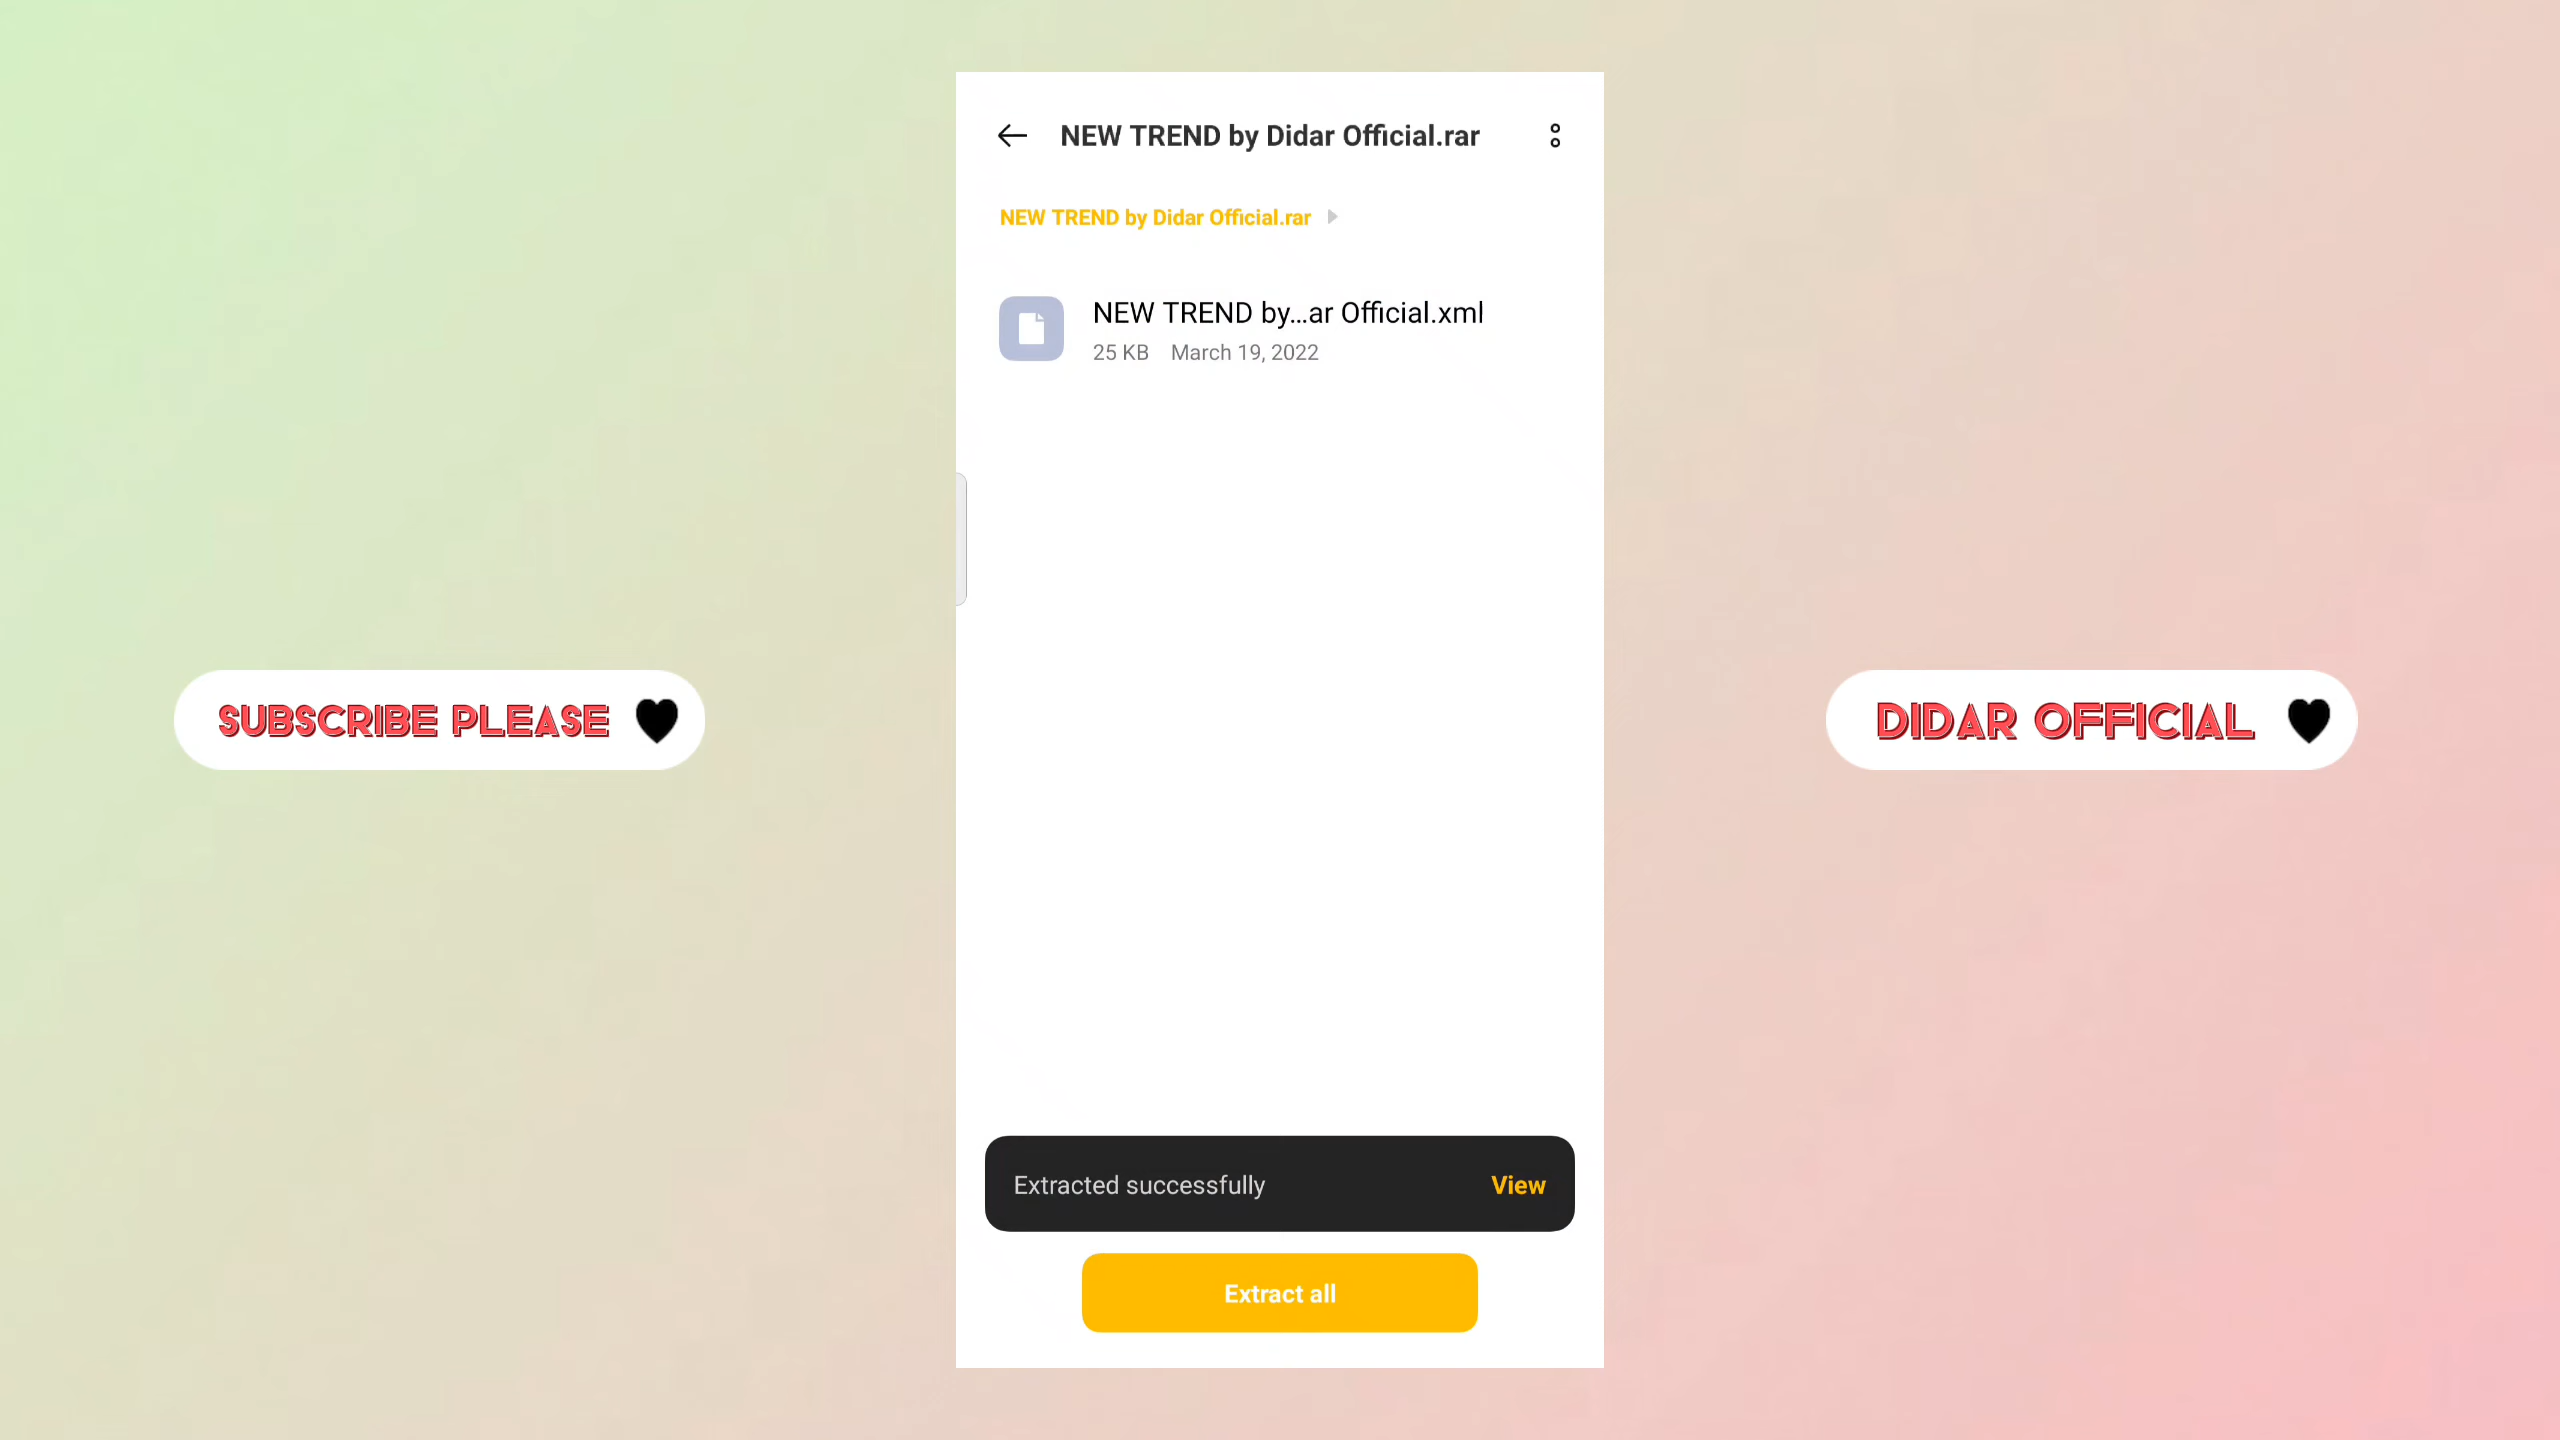 NEW TREND by Didar Official.rar
NEW TREND by Didar Official.rar
NEW TREND by...ar Official.xml
25 KB March 19, 2022
SUBSCRIBE PLEASE
DIDAR OFFICIAL
Extracted successfully View
Extract all